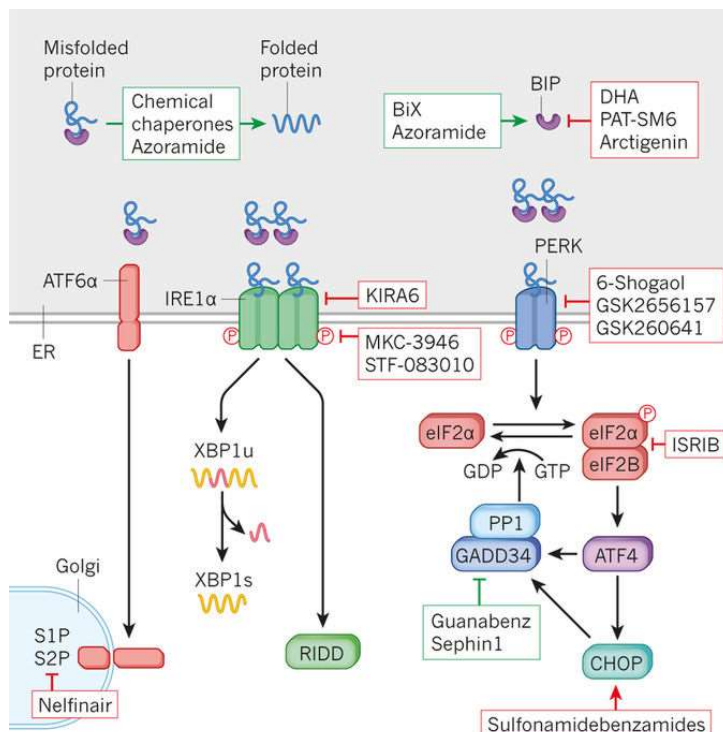 Misfolded
protein
Folded
protein
Chemical
chaperones
Azoramide
BiX
Azoramide
BIP
DHA
PAT-SM6
Arctigenin
ATF6α
IRE1α
KIRA6
PERK
6-Shogaol
GSK2656157
GSK260641
ER
P
P
MKC-3946
STF-083010
P
P
XBP1u
XBP1s
RIDD
eIF2α
P
eIF2α
eIF2B
ISRIB
GDP
GTP
PP1
GADD34
ATF4
Guanabenz
Sephin1
CHOP
Sulfonamidebenzamides
Golgi
S1P
S2P
Nelfinair